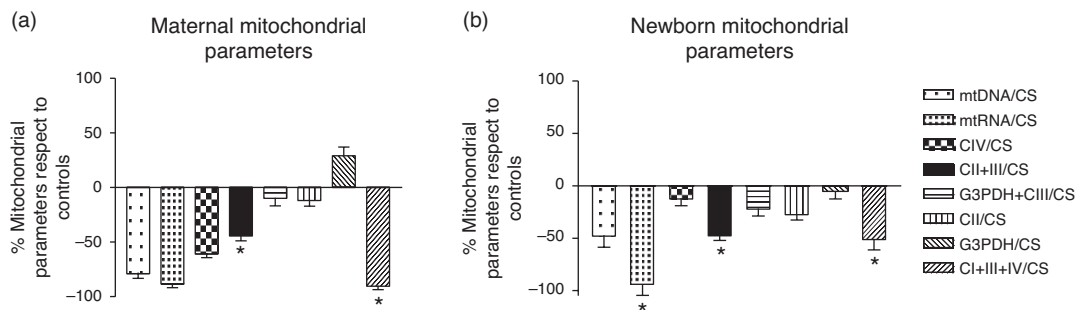 (a)
Maternal mitochondrial
parameters
% Mitochondrial
parameters respect to
controls
100
50
0
−50
−100
*
*
(b)
Newborn mitochondrial
parameters
% Mitochondrial
parameters respect to
controls
100
50
0
−50
−100
*
*
*
mtDNA/CS
mtRNA/CS
CIV/CS
CII+III/CS
G3PDH+CIII/CS
CII/CS
G3PDH/CS
CI+III+IV/CS